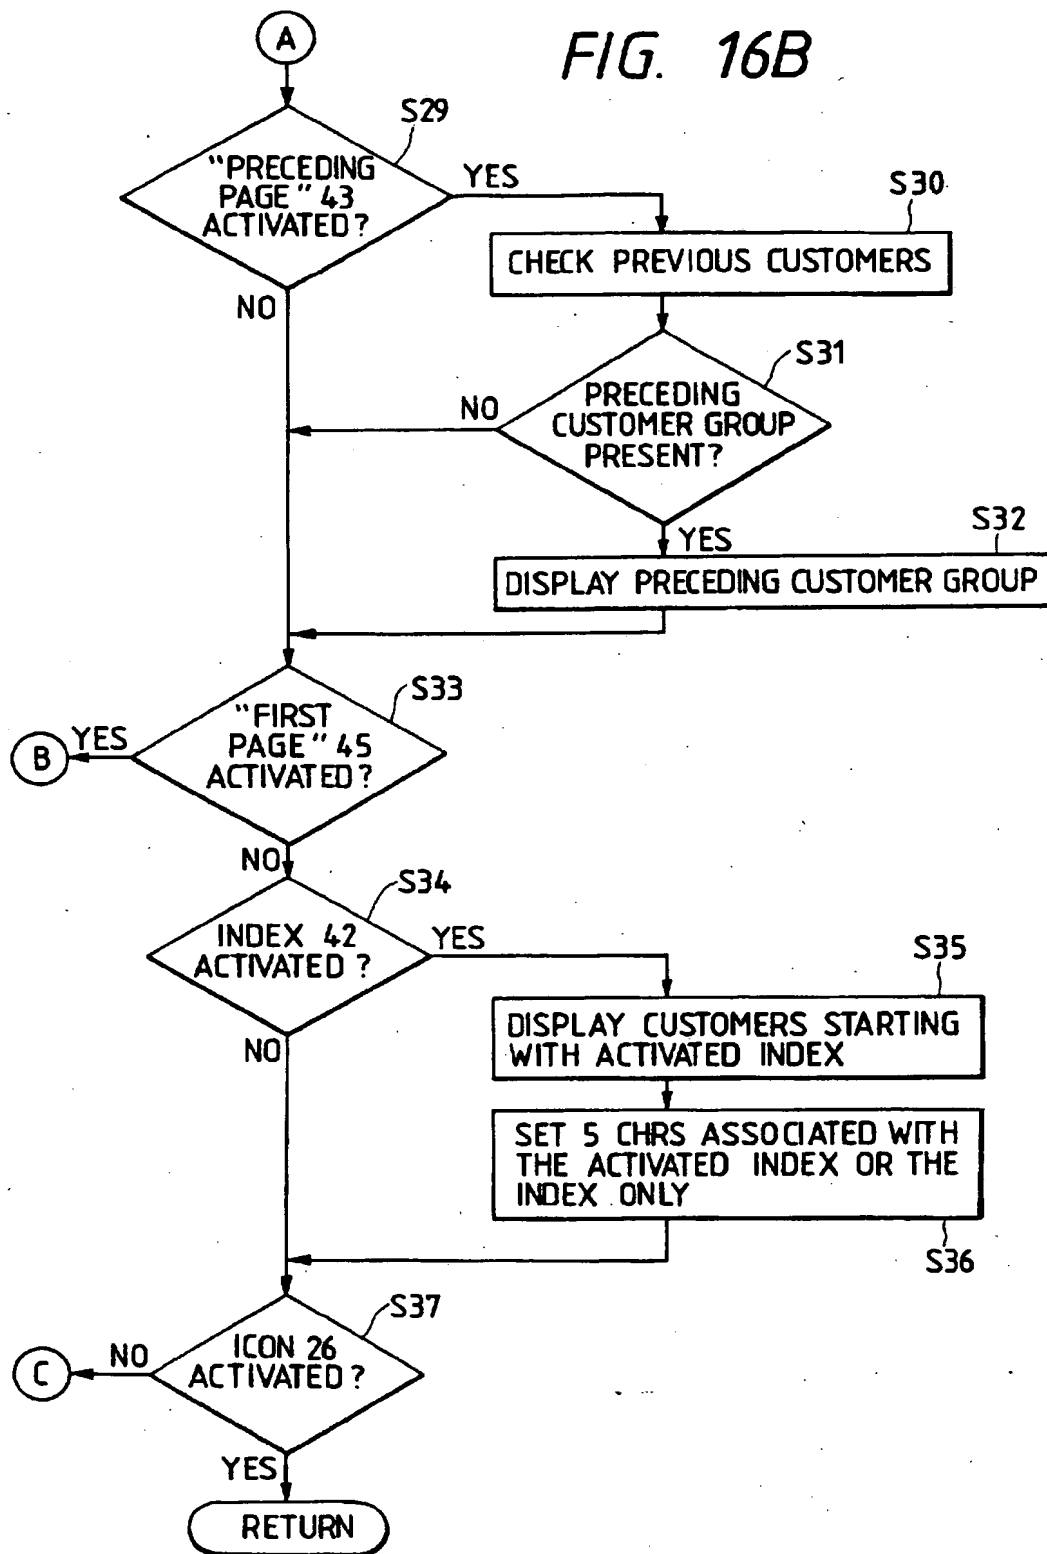 A
FIG. 16B
S29
"PRECEDING
PAGE" 43
ACTIVATED?
YES
NO
S30
CHECK PREVIOUS CUSTOMERS
S31
PRECEDING
CUSTOMER GROUP
PRESENT?
NO
YES
S32
DISPLAY PRECEDING CUSTOMER GROUP
S33
"FIRST
PAGE" 45
ACTIVATED?
YES
B
NO
S34
INDEX 42
ACTIVATED?
YES
NO
S35
DISPLAY CUSTOMERS STARTING
WITH ACTIVATED INDEX
SET 5 CHRS ASSOCIATED WITH
THE ACTIVATED INDEX OR THE
INDEX ONLY
S36
S37
ICON 26
ACTIVATED?
NO
C
YES
RETURN